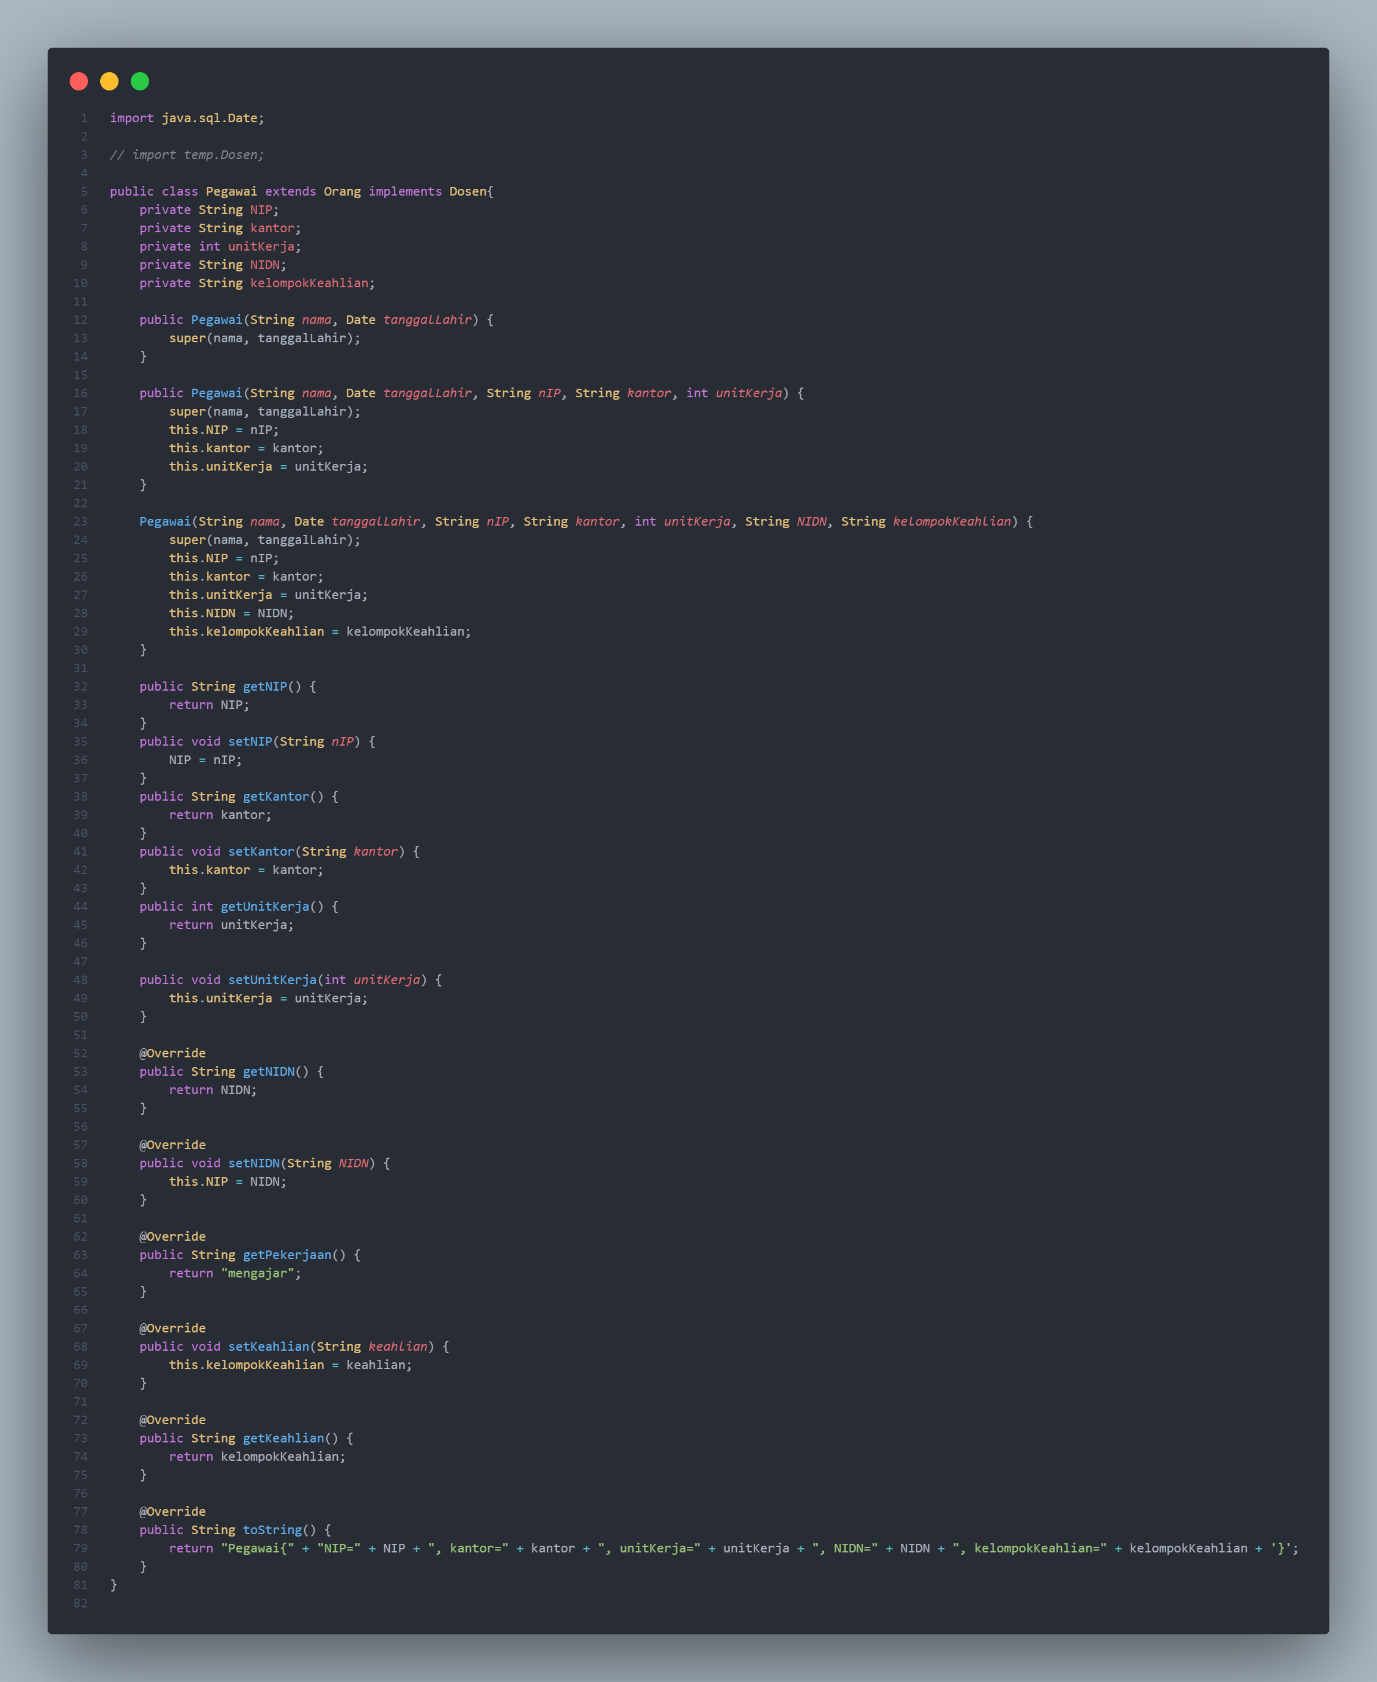 1 import java.sql.Date;
2
3 // import temp.Dosen;
4
5 public class Pegawai extends Orang implements Dosen{
6     private String NIP;
7     private String kantor;
8     private int unitKerja;
9     private String NIDN;
10     private String kelompokKeahlian;
11
12     public Pegawai(String nama, Date tanggalLahir) {
13         super(nama, tanggalLahir);
14     }
15
16     public Pegawai(String nama, Date tanggalLahir, String nIP, String kantor, int unitKerja) {
17         super(nama, tanggalLahir);
18         this.NIP = nIP;
19         this.kantor = kantor;
20         this.unitKerja = unitKerja;
21     }
22
23     Pegawai(String nama, Date tanggalLahir, String nIP, String kantor, int unitKerja, String NIDN, String kelompokKeahlian) {
24         super(nama, tanggalLahir);
25         this.NIP = nIP;
26         this.kantor = kantor;
27         this.unitKerja = unitKerja;
28         this.NIDN = NIDN;
29         this.kelompokKeahlian = kelompokKeahlian;
30     }
31
32     public String getNIP() {
33         return NIP;
34     }
35     public void setNIP(String nIP) {
36         NIP = nIP;
37     }
38     public String getKantor() {
39         return kantor;
40     }
41     public void setKantor(String kantor) {
42         this.kantor = kantor;
43     }
44     public int getUnitKerja() {
45         return unitKerja;
46     }
47
48     public void setUnitKerja(int unitKerja) {
49         this.unitKerja = unitKerja;
50     }
51
52     @Override
53     public String getNIDN() {
54         return NIDN;
55     }
56
57     @Override
58     public void setNIDN(String NIDN) {
59         this.NIP = NIDN;
60     }
61
62     @Override
63     public String getPekerjaan() {
64         return "mengajar";
65     }
66
67     @Override
68     public void setKeahlian(String keahlian) {
69         this.kelompokKeahlian = keahlian;
70     }
71
72     @Override
73     public String getKeahlian() {
74         return kelompokKeahlian;
75     }
76
77     @Override
78     public String toString() {
79         return "Pegawai{" + "NIP=" + NIP + ", kantor=" + kantor + ", unitKerja=" + unitKerja + ", NIDN=" + NIDN + ", kelompokKeahlian=" + kelompokKeahlian + '}';
80     }
81 }
82